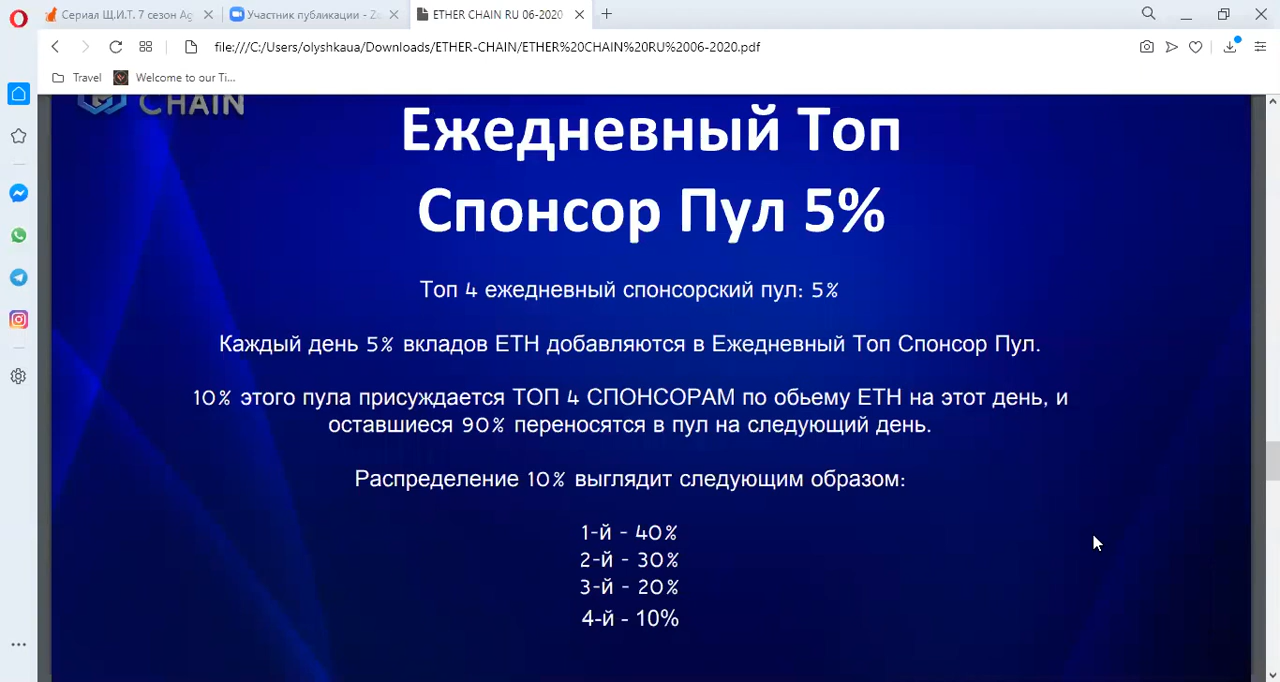 Сериал Щ.И.Т. 7 сезон Ag
Участник публикации - Zo
ETHER CHAIN RU 06-2020
file:///C:/Users/olyshkaua/Downloads/ETHER-CHAIN/ETHER%20CHAIN%20RU%2006-2020.pdf
Travel
Welcome to our Ti...
CHAIN
Ежедневный Топ
Спонсор Пул 5%
Топ 4 ежедневный спонсорский пул: 5%
Каждый день 5% вкладов ETH добавляются в Ежедневный Топ Спонсор Пул.
10% этого пула присуждается ТОП 4 СПОНСОРАМ по обьему ETH на этот день, и
оставшиеся 90% переносятся в пул на следующий день.
Распределение 10% выглядит следующим образом:
1-й - 40%
2-й - 30%
3-й - 20%
4-й - 10%